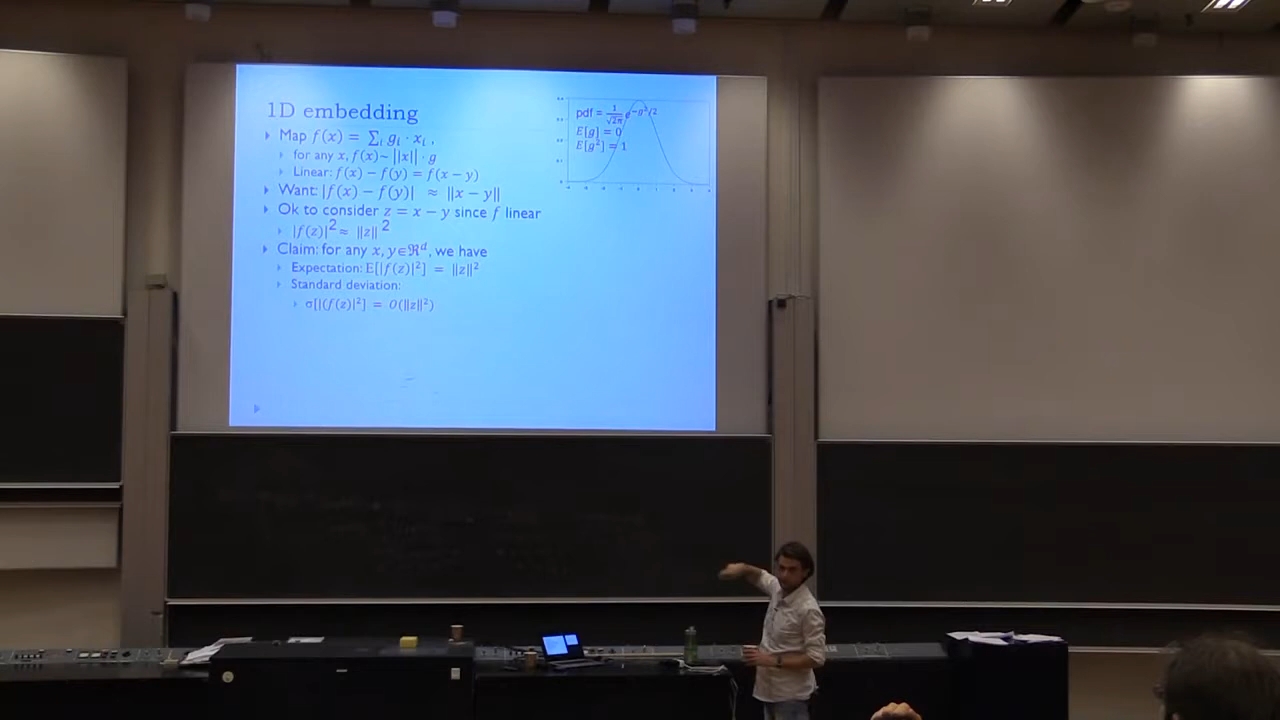 1D embedding
Map f(x) = ∑ᵢ gᵢ · xᵢ ,
for any x, f(x)~ ||x|| · g
Linear: f(x) − f(y) = f(x − y)
Want: |f(x) − f(y)| ≈ ‖x − y‖
Ok to consider z = x − y since f linear
|f(z)|² ≈ ‖z‖²
Claim: for any x, y∈ℜᵈ, we have
Expectation: E[|f(z)|²] = ‖z‖²
Standard deviation:
σ[|(f(z)|²] = O(‖z‖²)
pdf = 1/√2π e^−g²/2
E[g] = 0
E[g²] = 1